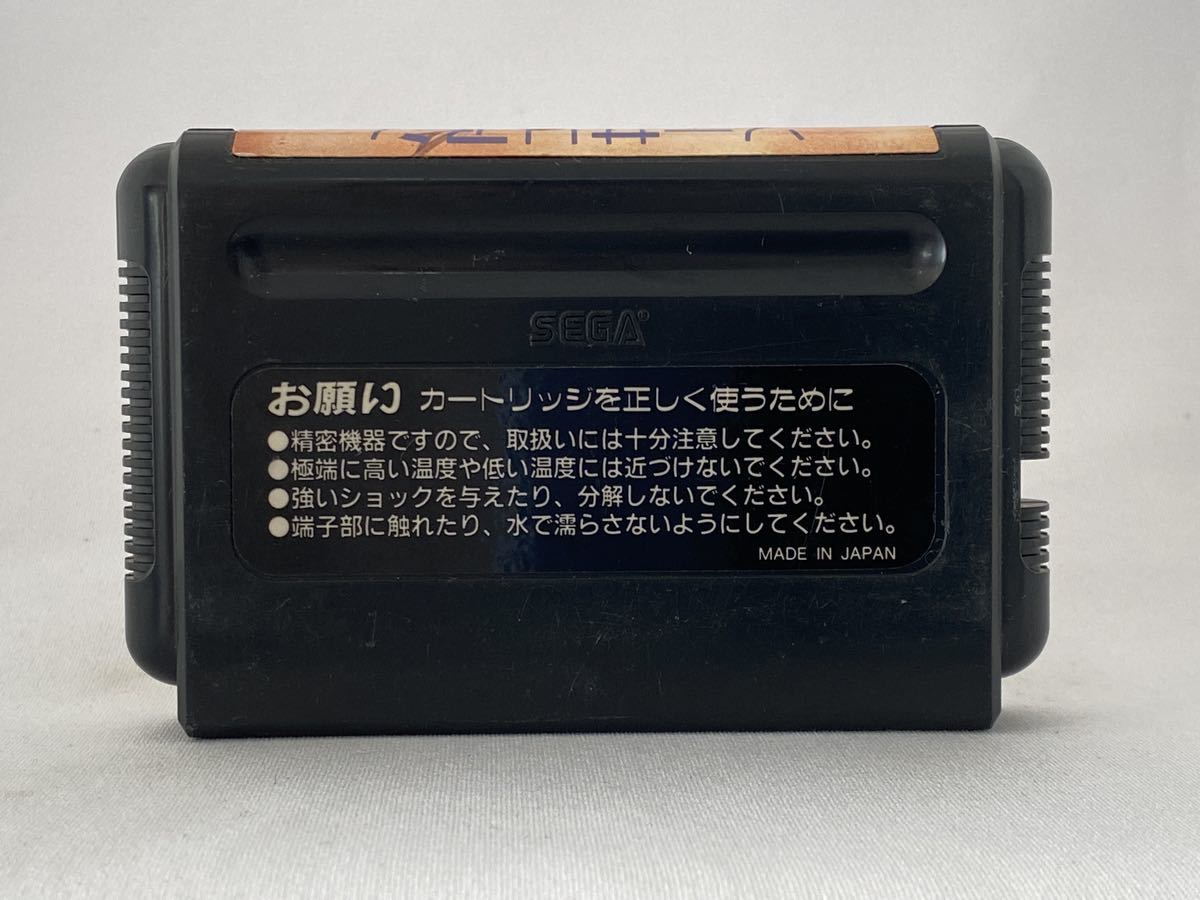 SEGA®
お願い カートリッジを正しく使うために
●精密機器ですので、取扱いには十分注意してください。
●極端に高い温度や低い温度には近づけないでください。
●強いショックを与えたり、分解しないでください。
●端子部に触れたり、水で濡らさないようにしてください。
MADE IN JAPAN